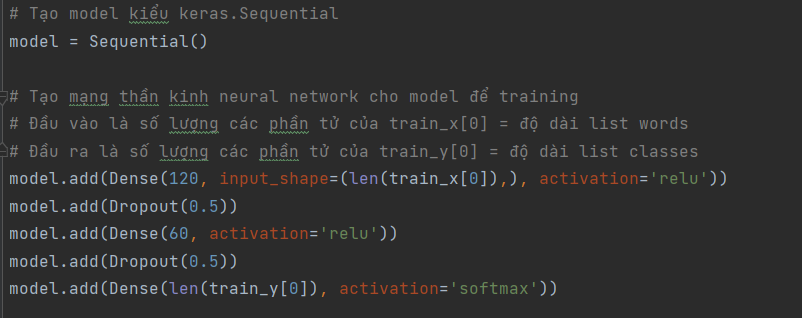 # Tạo model kiểu keras.Sequential
model = Sequential()
# Tạo mạng thần kinh neural network cho model để training
# Đầu vào là số lượng các phần tử của train_x[0] = độ dài list words
# Đầu ra là số lượng các phần tử của train_y[0] = độ dài list classes
model.add(Dense(120, input_shape=(len(train_x[0]),), activation='relu'))
model.add(Dropout(0.5))
model.add(Dense(60, activation='relu'))
model.add(Dropout(0.5))
model.add(Dense(len(train_y[0]), activation='softmax'))